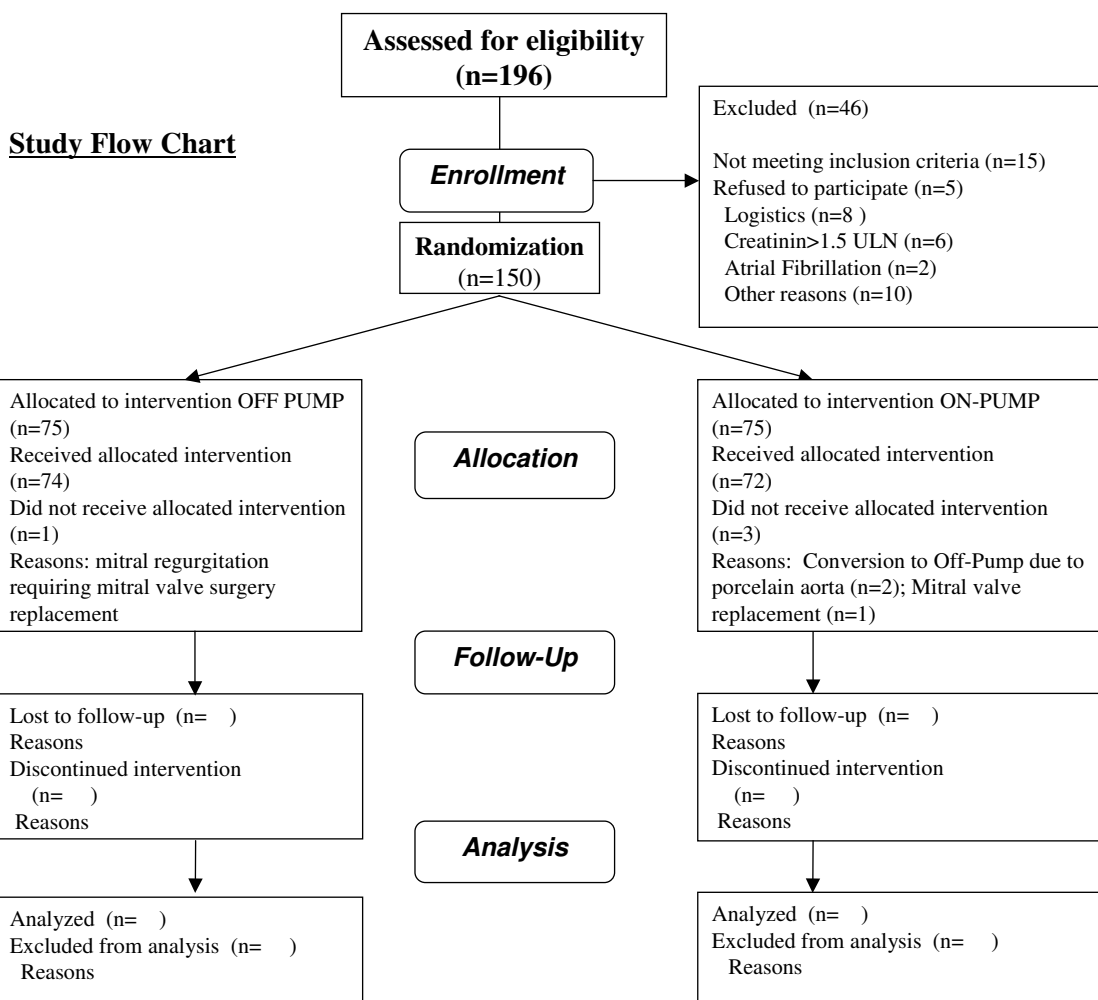 Assessed for eligibility
(n=196)
Study Flow Chart
Enrollment
Excluded (n=46)
Not meeting inclusion criteria (n=15)
Refused to participate (n=5)
Logistics (n=8 )
Creatinin>1.5 ULN (n=6)
Atrial Fibrillation (n=2)
Other reasons (n=10)
Randomization
(n=150)
Allocated to intervention OFF PUMP
(n=75)
Received allocated intervention
(n=74)
Did not receive allocated intervention
(n=1)
Reasons: mitral regurgitation
requiring mitral valve surgery
replacement
Allocation
Allocated to intervention ON-PUMP
(n=75)
Received allocated intervention
(n=72)
Did not receive allocated intervention
(n=3)
Reasons: Conversion to Off-Pump due to
porcelain aorta (n=2); Mitral valve
replacement (n=1)
Follow-Up
Lost to follow-up (n= )
Reasons
Discontinued intervention
(n= )
Reasons
Lost to follow-up (n= )
Reasons
Discontinued intervention
(n= )
Reasons
Analysis
Analyzed (n= )
Excluded from analysis (n= )
Reasons
Analyzed (n= )
Excluded from analysis (n= )
Reasons